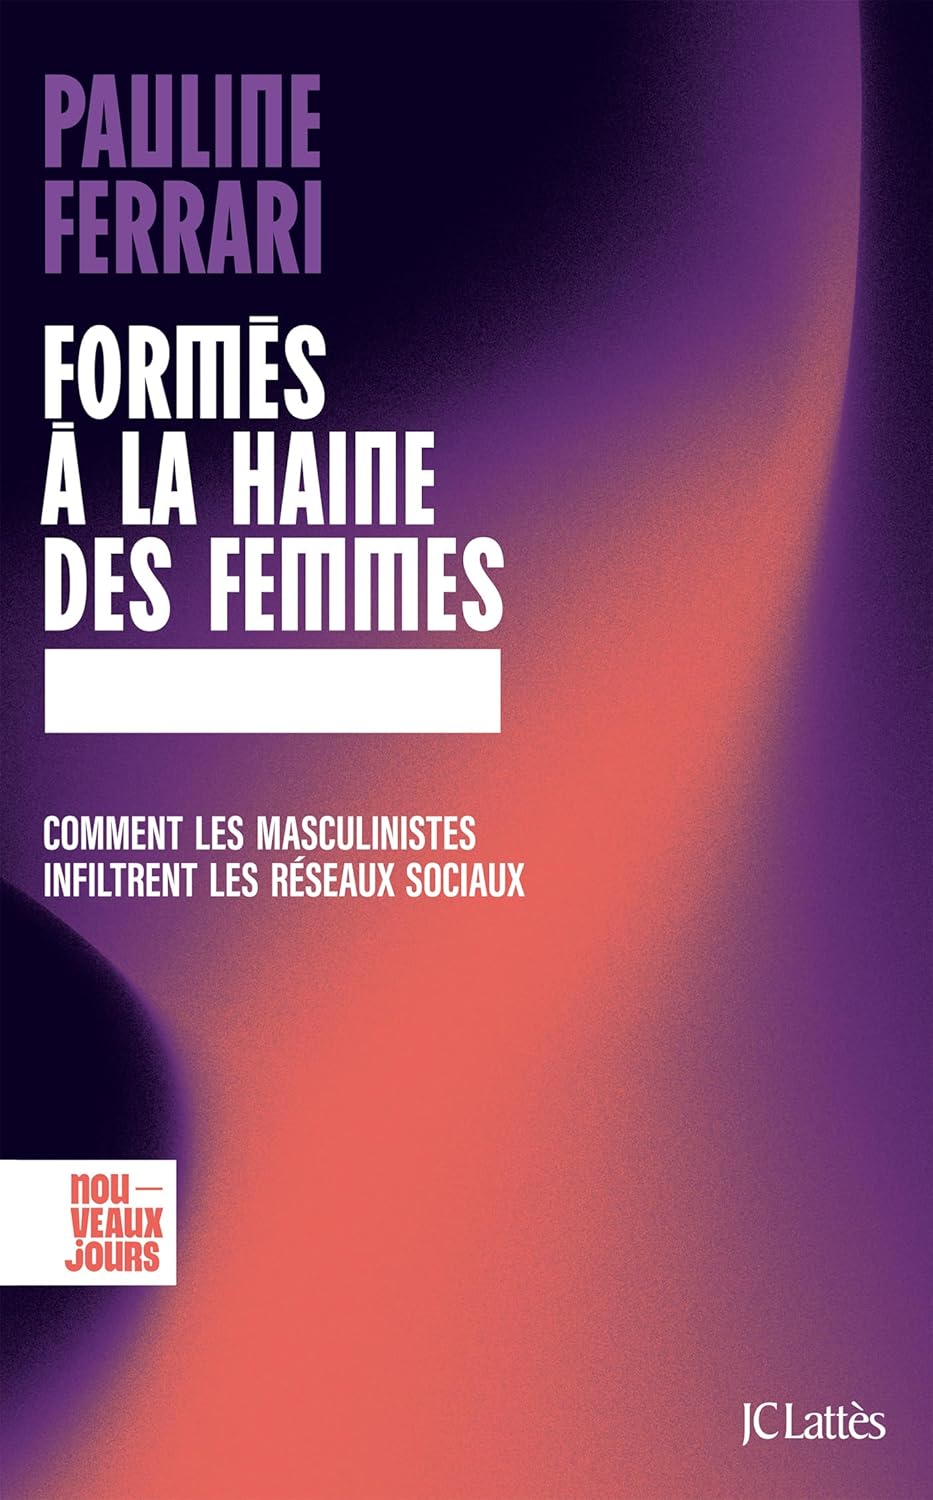 PAULINE
FERRARI
FORMÉS
À LA HAINE
DES FEMMES
COMMENT LES MASCULINISTES
INFILTRENT LES RÉSEAUX SOCIAUX
NOU—
VEAUX
JOURS
JC Lattès